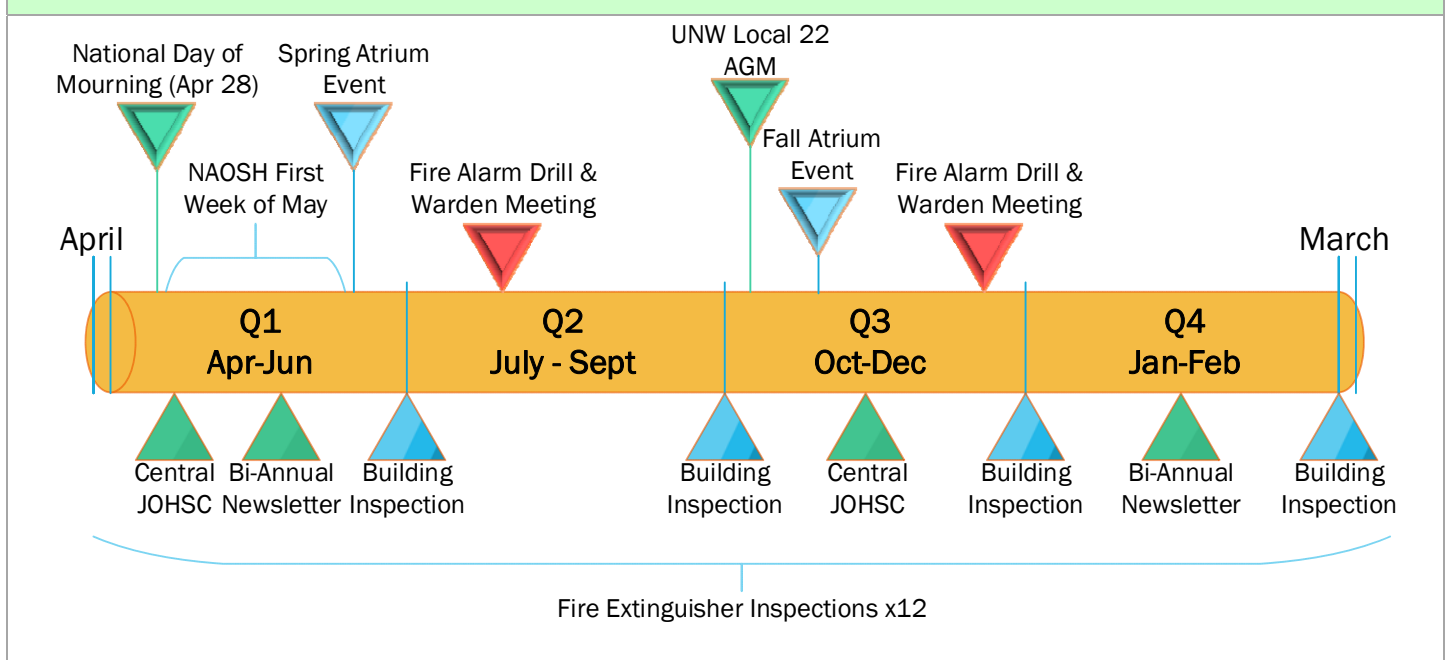 National Day of
Mourning (Apr 28)
Spring Atrium
Event
UNW Local 22
AGM
NAOSH First
Week of May
Fire Alarm Drill &
Warden Meeting
Fall Atrium
Event
Fire Alarm Drill &
Warden Meeting
April
March
Q1
Apr-Jun
Q2
July - Sept
Q3
Oct-Dec
Q4
Jan-Feb
Central
JOHSC
Bi-Annual
Newsletter
Building
Inspection
Building
Inspection
Central
JOHSC
Building
Inspection
Bi-Annual
Newsletter
Building
Inspection
Fire Extinguisher Inspections x12